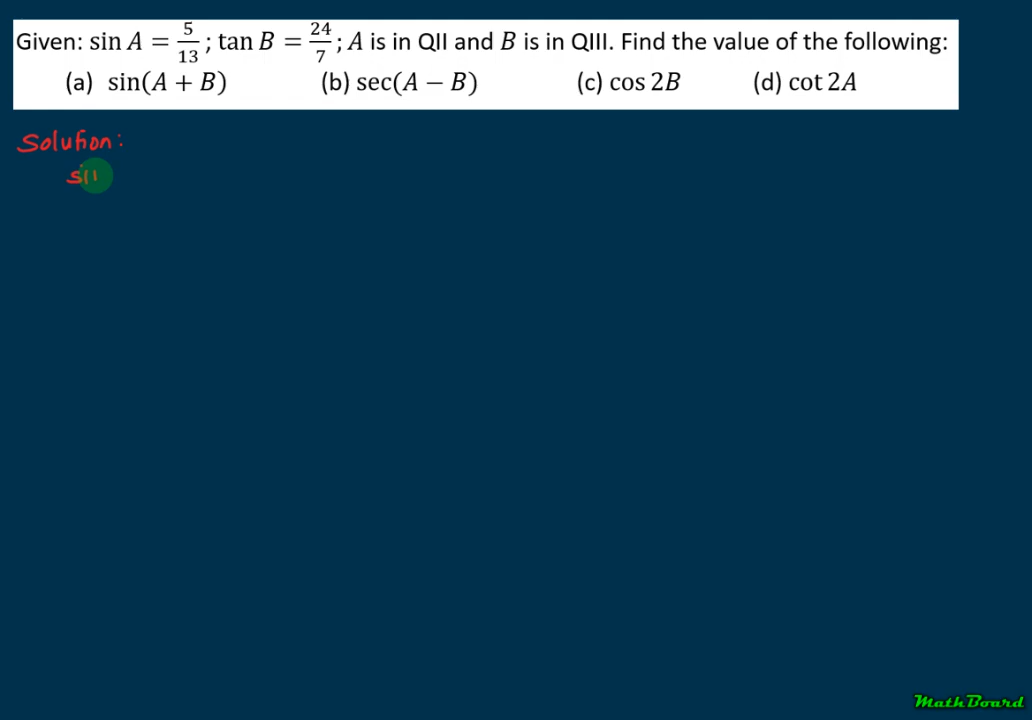 Given: sin A = 5/13 ; tan B = 24/7 ; A is in QII and B is in QIII. Find the value of the following:
(a) sin(A + B) (b) sec(A − B) (c) cos 2B (d) cot 2A
Solution:
MathBoard